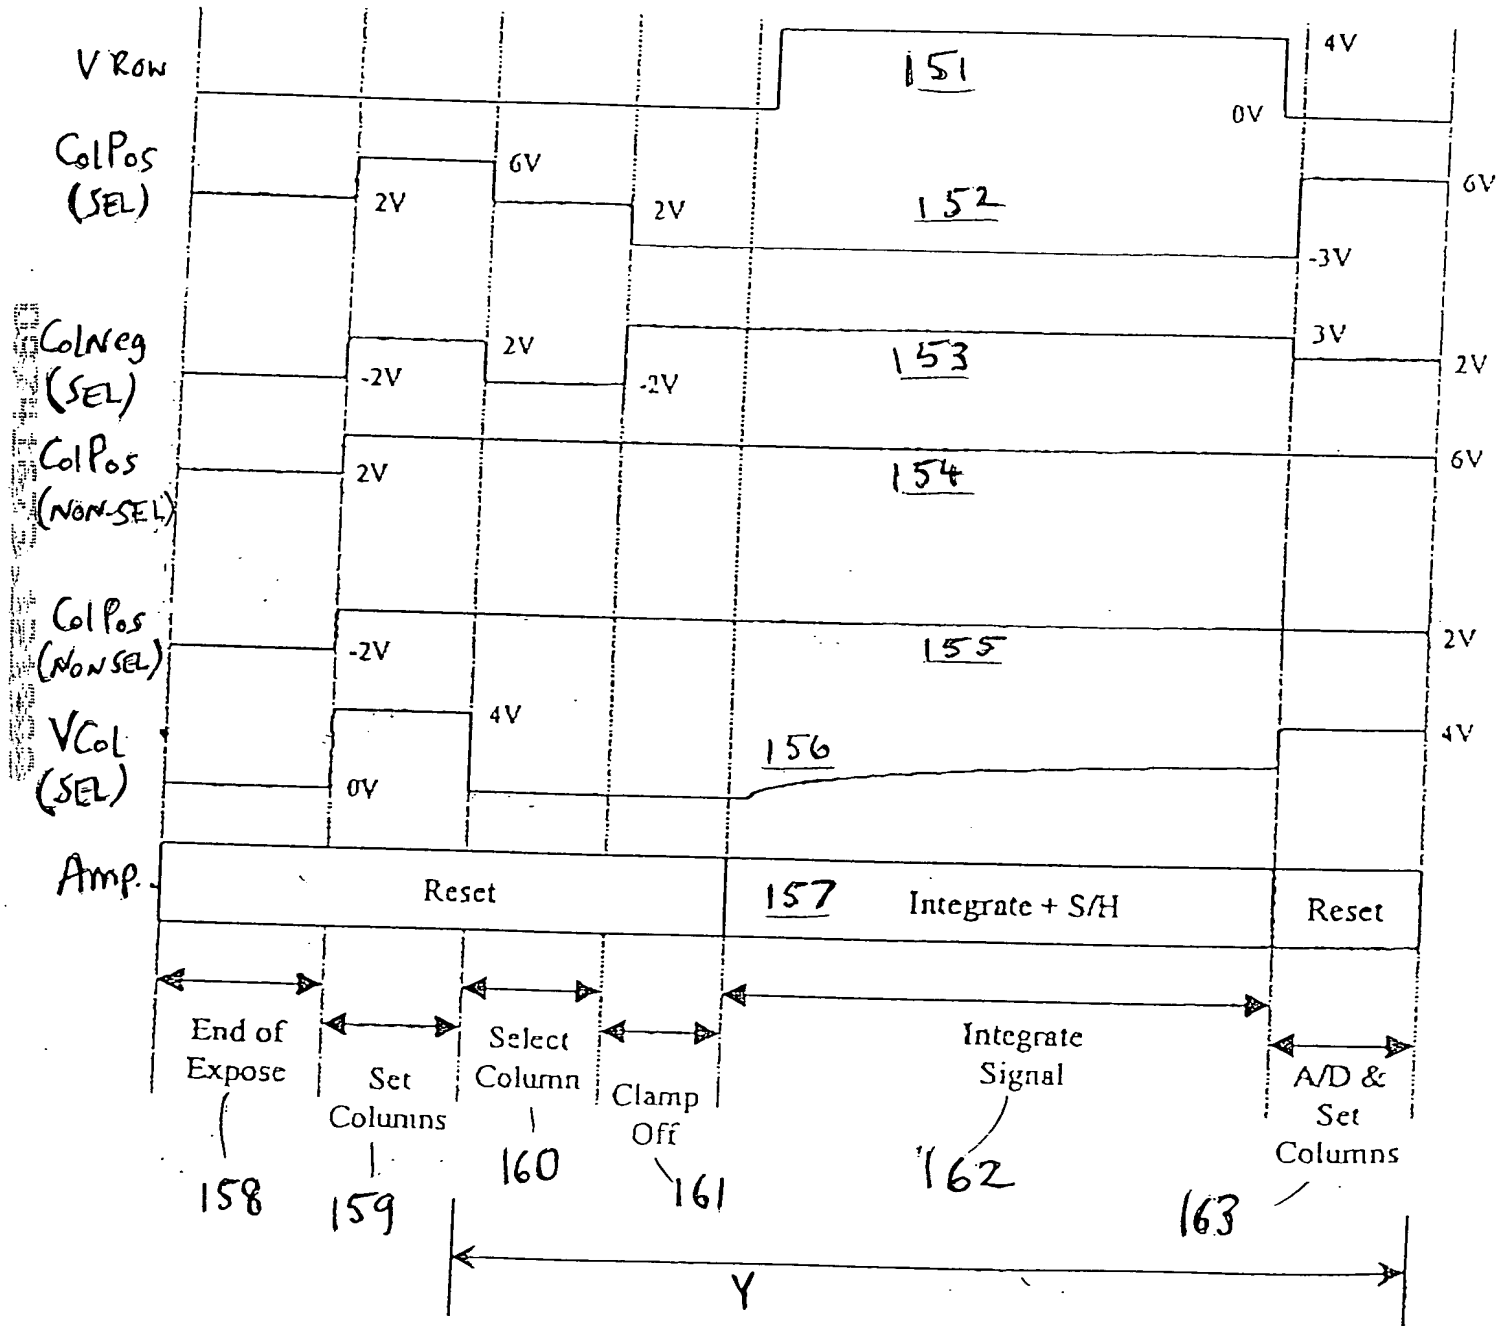 V Row
151
4V
0V
ColPos
(SEL)
2V
6V
2V
152
-3V
6V
ColNeg
(SEL)
-2V
2V
-2V
153
3V
2V
ColPos
(NON-SEL)
2V
154
6V
ColPos
(NON SEL)
-2V
155
2V
VCol
(SEL)
0V
4V
156
4V
Amp.
Reset
157
Integrate + S/H
Reset
End of
Expose
Set
Columns
Select
Column
Clamp
Off
Integrate
Signal
A/D &
Set
Columns
158
159
160
161
162
163
Y